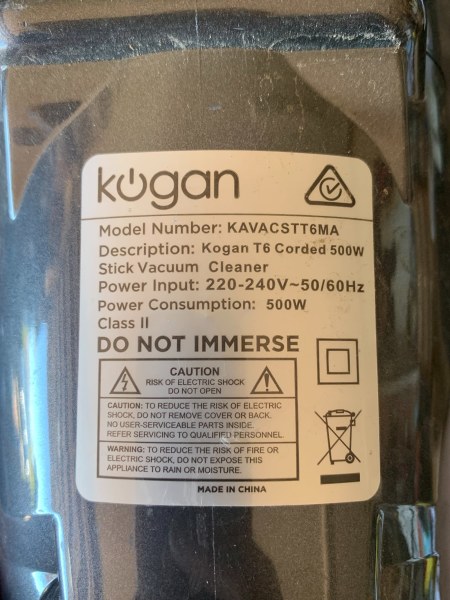 kogan
Model Number: KAVACSTT6MA
Description: Kogan T6 Corded 500W
Stick Vacuum Cleaner
Power Input: 220-240V~50/60Hz
Power Consumption: 500W
Class II
DO NOT IMMERSE
CAUTION
RISK OF ELECTRIC SHOCK
DO NOT OPEN
CAUTION: TO REDUCE THE RISK OF ELECTRIC
SHOCK, DO NOT REMOVE COVER OR BACK.
NO USER-SERVICEABLE PARTS INSIDE.
REFER SERVICING TO QUALIFIED PERSONNEL.
WARNING: TO REDUCE THE RISK OF FIRE OR
ELECTRIC SHOCK, DO NOT EXPOSE THIS
APPLIANCE TO RAIN OR MOISTURE.
MADE IN CHINA